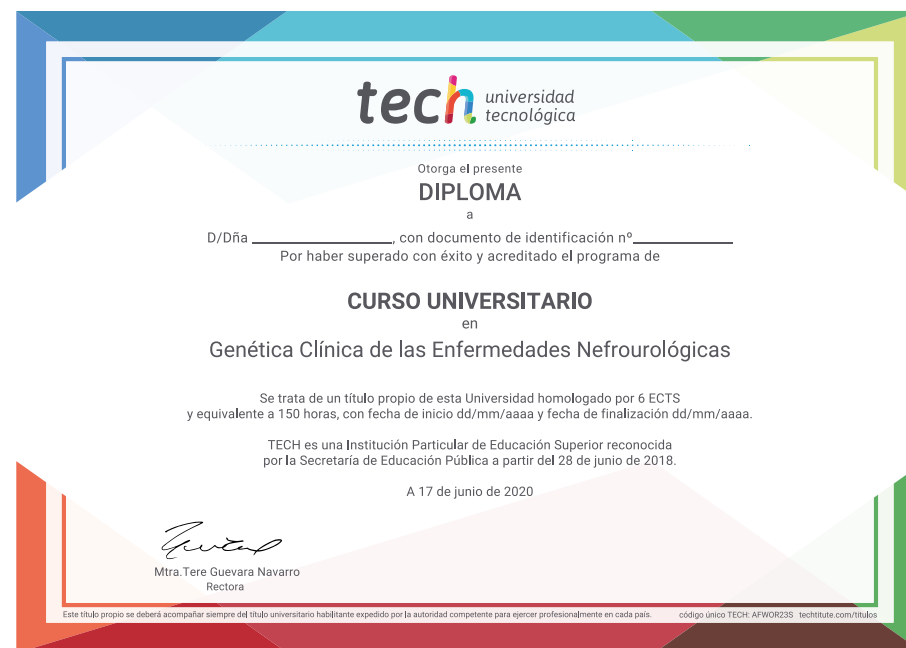 tech universidad
tecnológica
Otorga el presente
DIPLOMA
a
D/Dña ____________________, con documento de identificación nº______________
Por haber superado con éxito y acreditado el programa de
CURSO UNIVERSITARIO
en
Genética Clínica de las Enfermedades Nefrourológicas
Se trata de un título propio de esta Universidad homologado por 6 ECTS
y equivalente a 150 horas, con fecha de inicio dd/mm/aaaa y fecha de finalización dd/mm/aaaa.
TECH es una Institución Particular de Educación Superior reconocida
por la Secretaría de Educación Pública a partir del 28 de junio de 2018.
A 17 de junio de 2020
Mtra.Tere Guevara Navarro
Rectora
Este título propio se deberá acompañar siempre del título universitario habilitante expedido por la autoridad competente para ejercer profesionalmente en cada país. código único TECH: AFWOR23S techtitute.com/titulos